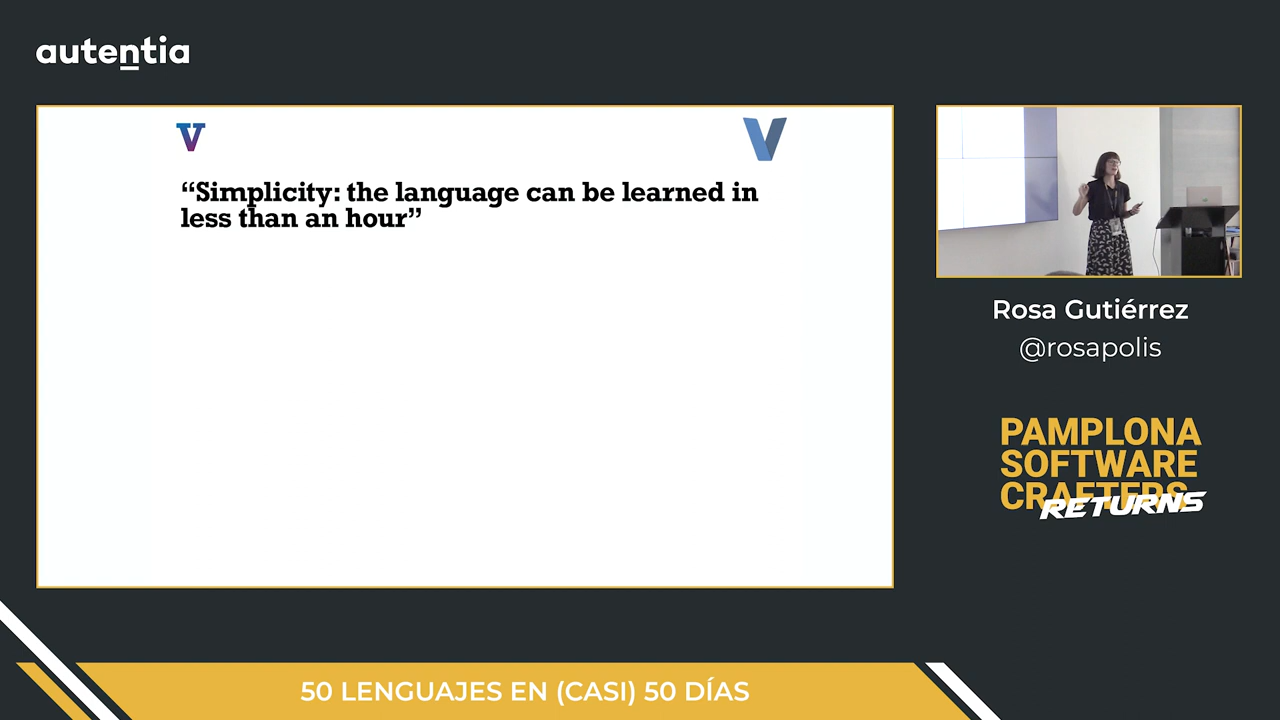 autentia
V
V
“Simplicity: the language can be learned in
less than an hour”
Rosa Gutiérrez
@rosapolis
PAMPLONA
SOFTWARE
CRAFTERS
RETURNS
50 LENGUAJES EN (CASI) 50 DÍAS